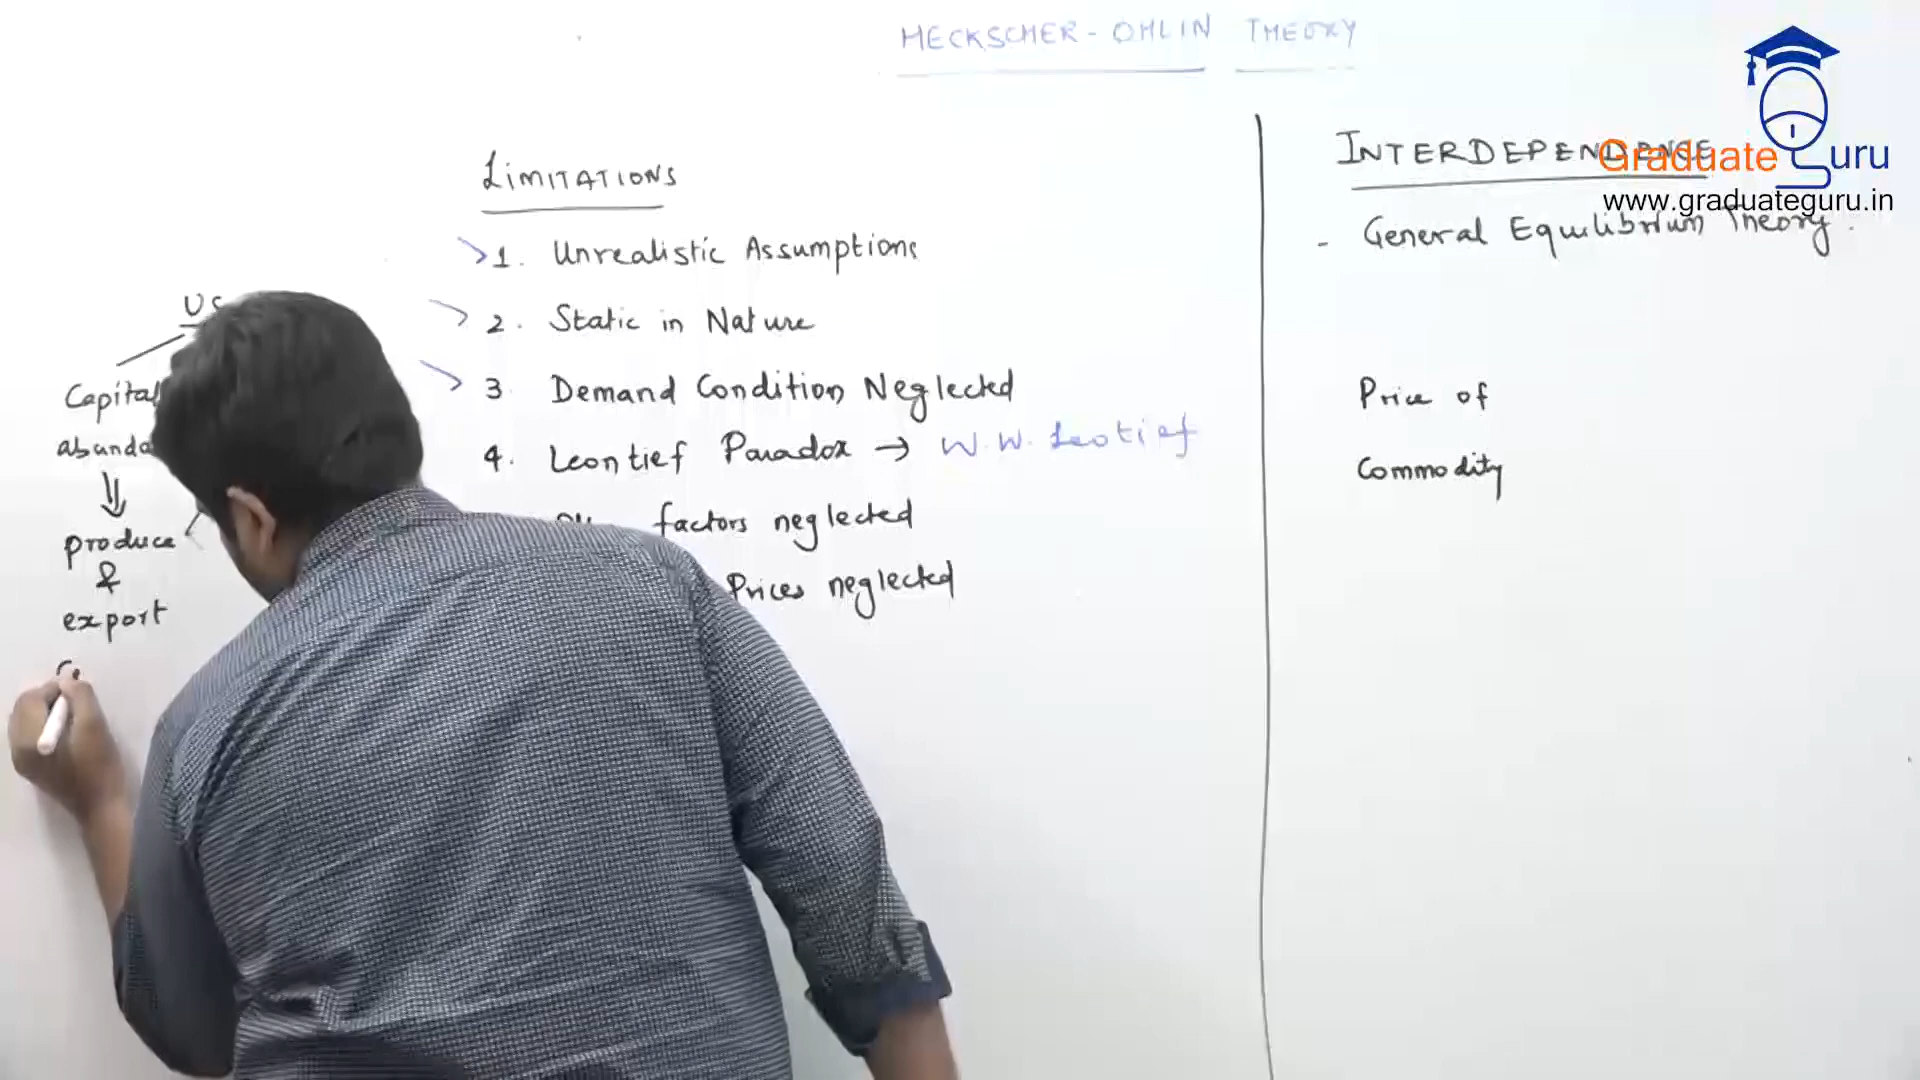 HECKSCHER - OHLIN THEORY
LIMITATIONS
1. Unrealistic Assumptions
2. Static in Nature
3 Demand Condition Neglected
4. Leontief Paradox → W.W. Leotief
factors neglected
Prices neglected
US
Capital
abunda
⇓
produce
&
export
INTERDEPENDENCE
- General Equilibrium Theory.
Price of
Commodity
Graduate Guru
www.graduateguru.in